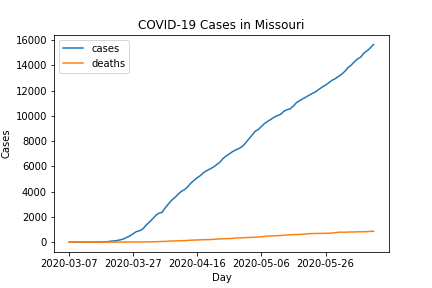 COVID-19 Cases in Missouri
16000
14000
12000
10000
8000
6000
4000
2000
0
Cases
cases
deaths
2020-03-07 2020-03-27 2020-04-16 2020-05-06 2020-05-26
Day